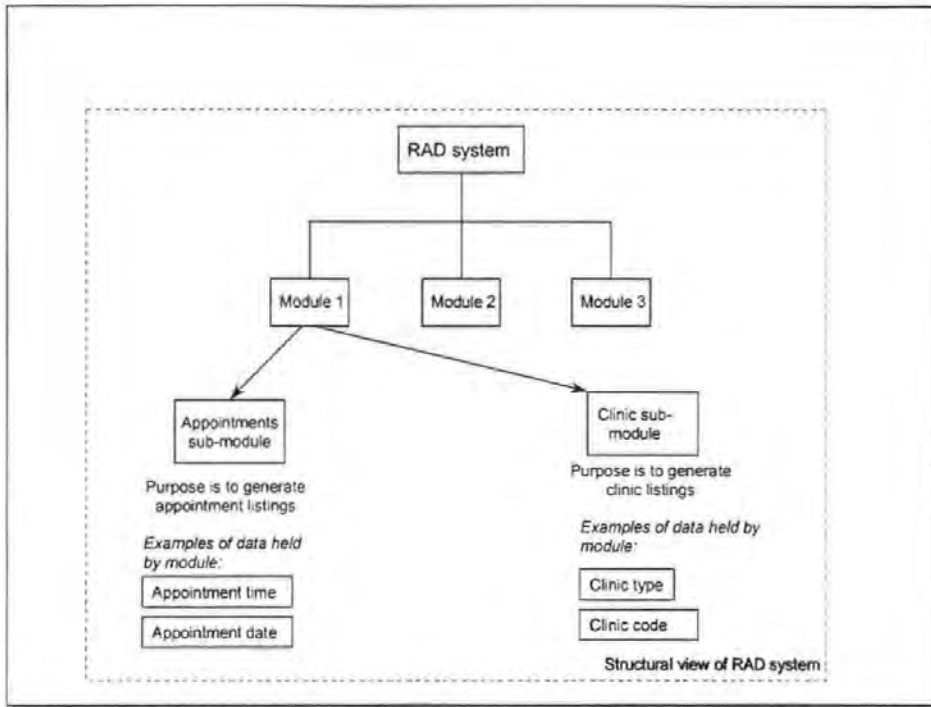 RAD system
Module 1
Module 2
Module 3
Appointments
sub-module
Purpose is to generate
appointment listings
Examples of data held
by module:
Appointment time
Appointment date
Clinic sub-
module
Purpose is to generate
clinic listings
Examples of data held by
module:
Clinic type
Clinic code
Structural view of RAD system